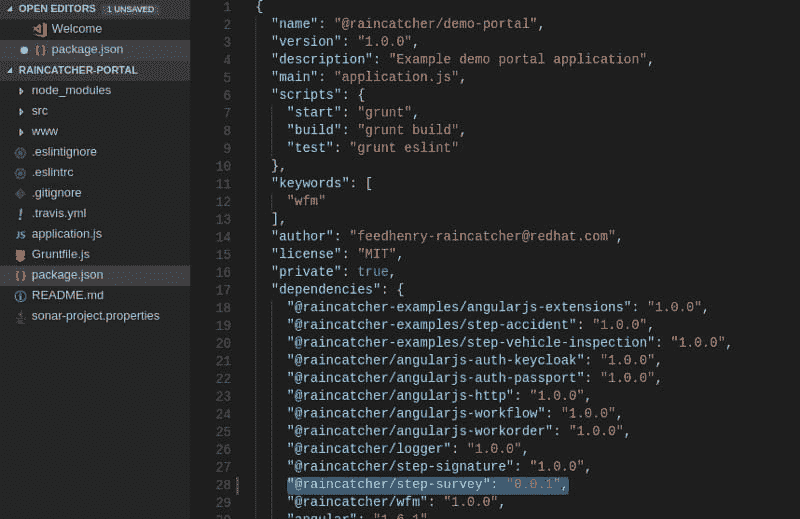 OPEN EDITORS 1 UNSAVED
Welcome
{ } package.json
RAINCATCHER-PORTAL
node_modules
src
www
.eslintignore
.eslintrc
.gitignore
! .travis.yml
JS application.js
Gruntfile.js
{ } package.json
README.md
sonar-project.properties
1 {
2 "name": "@raincatcher/demo-portal",
3 "version": "1.0.0",
4 "description": "Example demo portal application",
5 "main": "application.js",
6 "scripts": {
7 "start": "grunt",
8 "build": "grunt build",
9 "test": "grunt eslint"
10 },
11 "keywords": [
12 "wfm"
13 ],
14 "author": "feedhenry-raincatcher@redhat.com",
15 "license": "MIT",
16 "private": true,
17 "dependencies": {
18 "@raincatcher-examples/angularjs-extensions": "1.0.0",
19 "@raincatcher-examples/step-accident": "1.0.0",
20 "@raincatcher-examples/step-vehicle-inspection": "1.0.0",
21 "@raincatcher/angularjs-auth-keycloak": "1.0.0",
22 "@raincatcher/angularjs-auth-passport": "1.0.0",
23 "@raincatcher/angularjs-http": "1.0.0",
24 "@raincatcher/angularjs-workflow": "1.0.0",
25 "@raincatcher/angularjs-workorder": "1.0.0",
26 "@raincatcher/logger": "1.0.0",
27 "@raincatcher/step-signature": "1.0.0",
28 "@raincatcher/step-survey": "0.0.1",
29 "@raincatcher/wfm": "1.0.0",
"angular": "1.6.1"